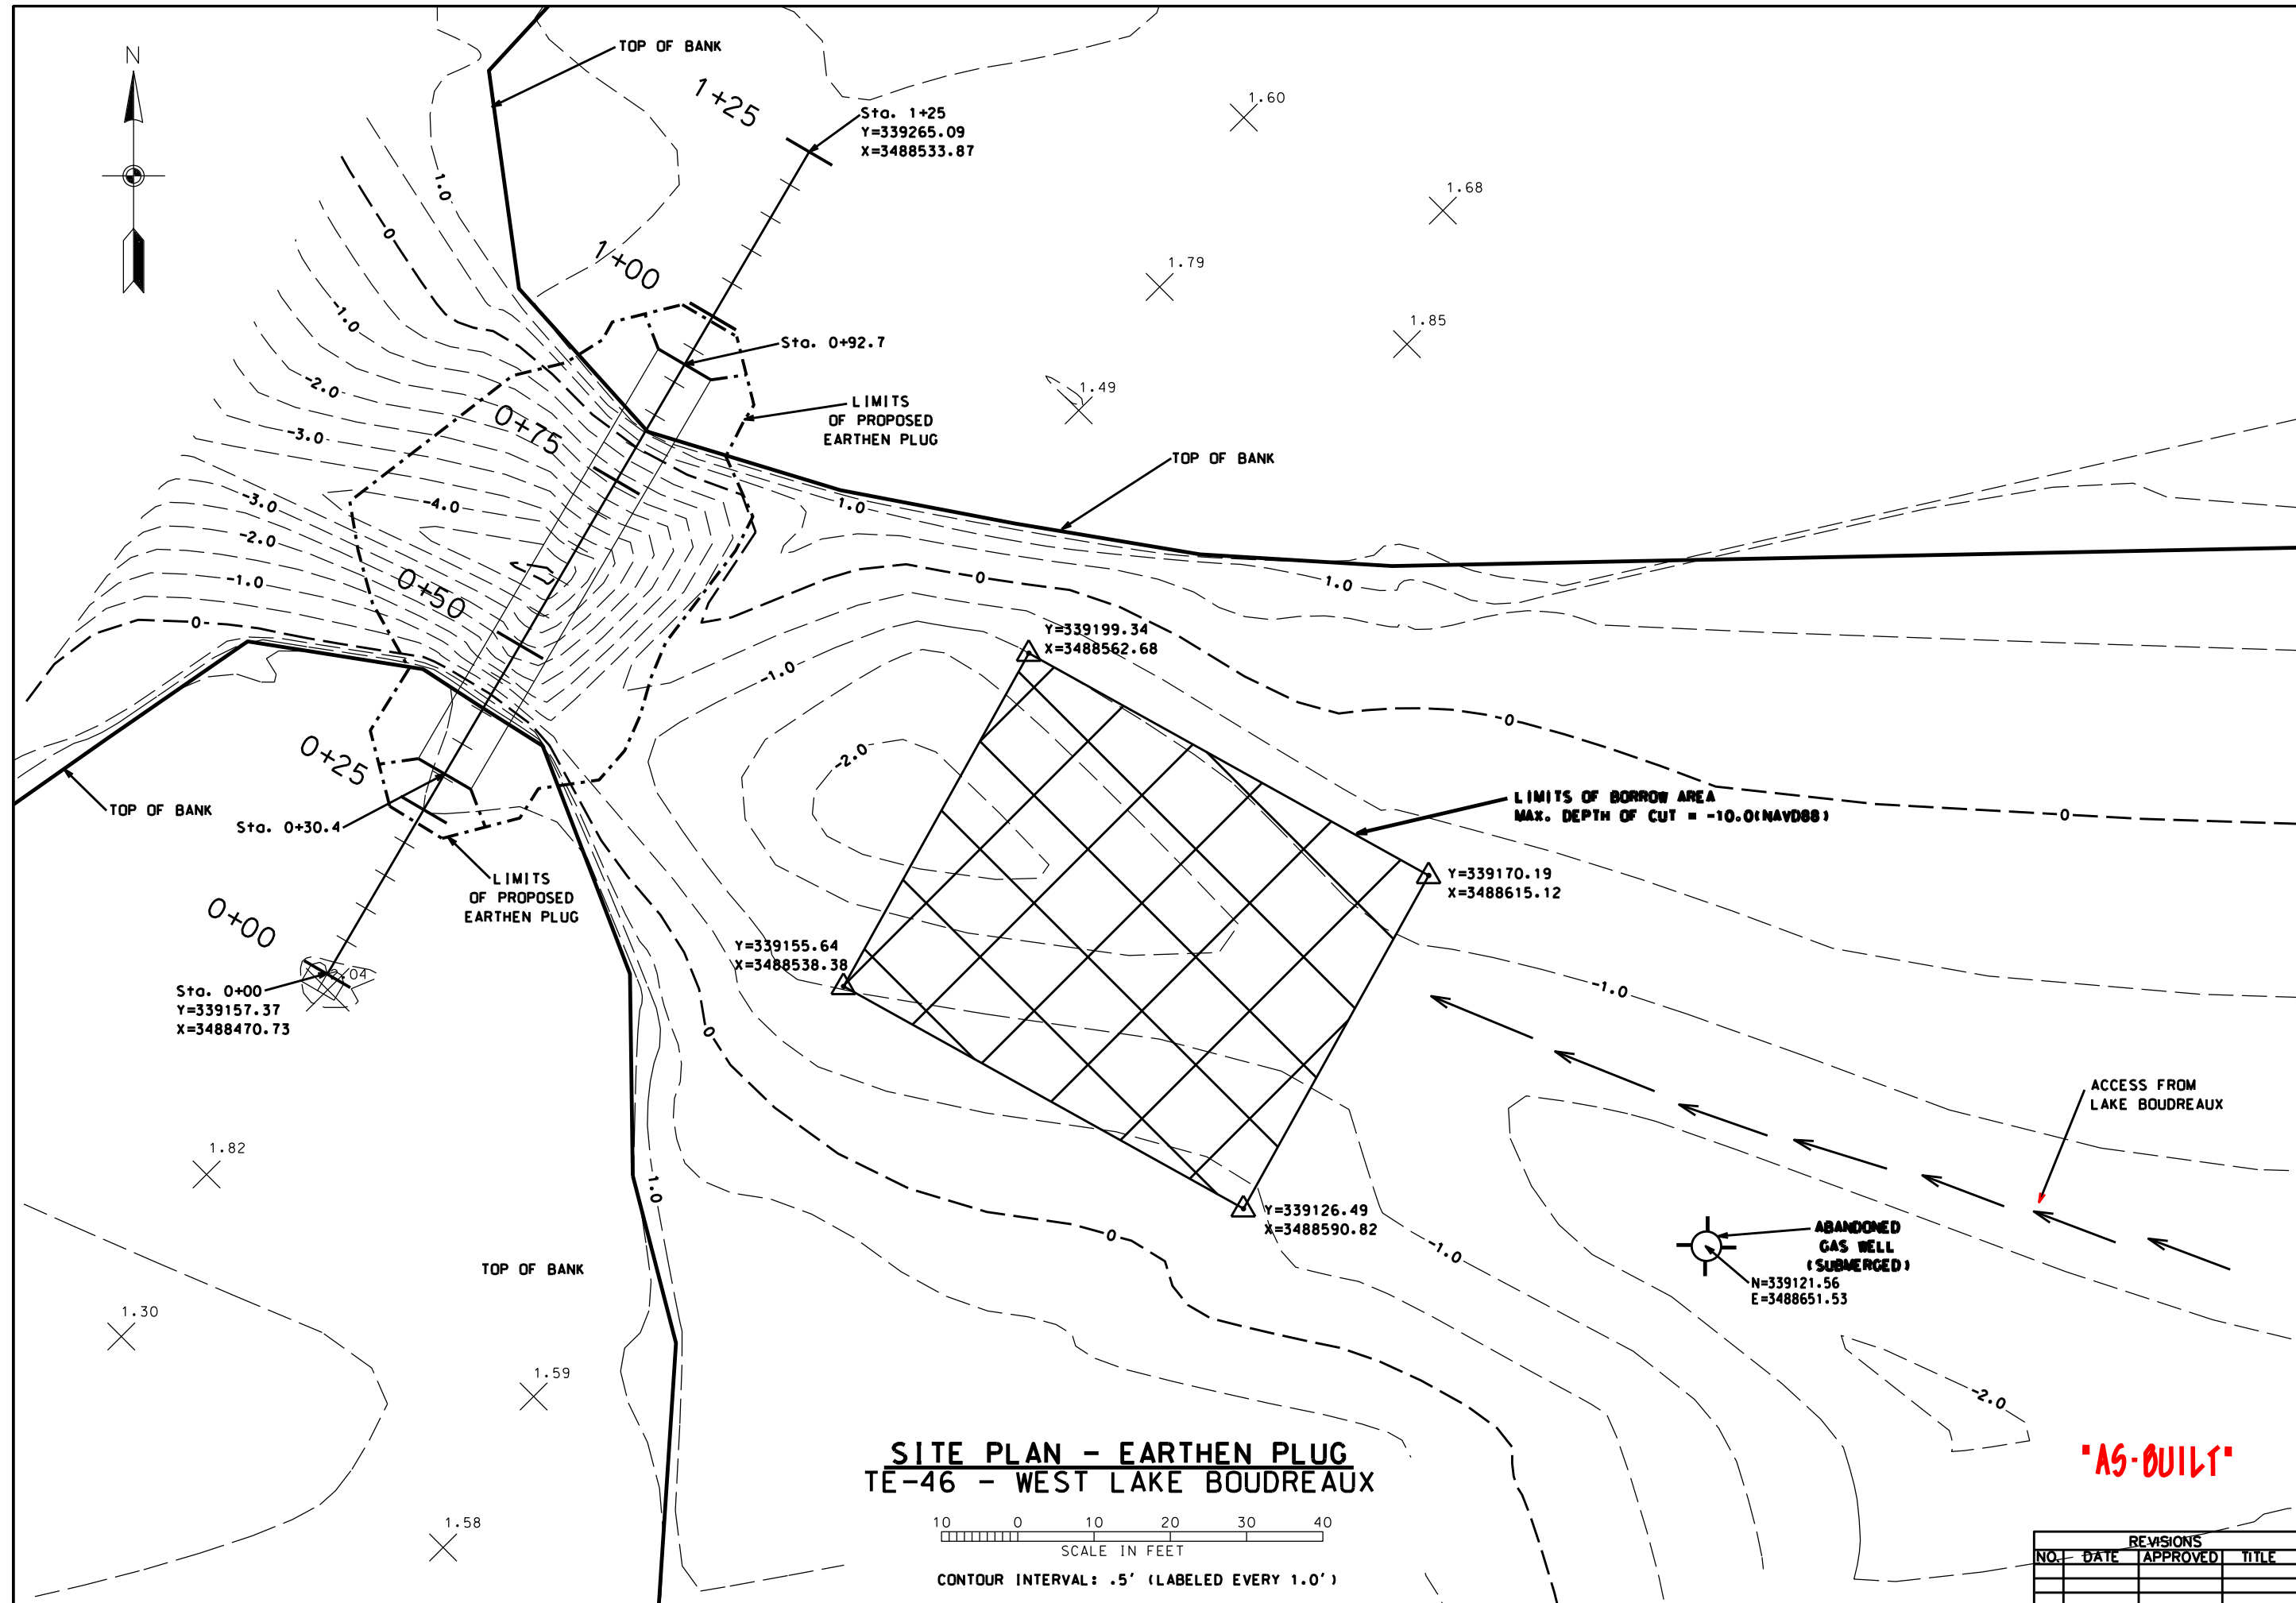 N
TOP OF BANK
1+25
Sta. 1+25
Y=339265.09
X=3488533.87
1.60
1.68
1.0
0
1+00
1.79
1.85
-1.0
Sta. 0+92.7
-2.0
1.49
LIMITS
OF PROPOSED
EARTHEN PLUG
0+75
-3.0
TOP OF BANK
-4.0
1.0
-3.0
-2.0
0+50
-1.0
0
1.0
0
Y=339199.34
X=3488562.68
-1.0
0
0+25
-2.0
TOP OF BANK
Sta. 0+30.4
LIMITS OF BORROW AREA
MAX. DEPTH OF CUT = -10.0(NAVD88)
0
LIMITS
OF PROPOSED
EARTHEN PLUG
Y=339170.19
X=3488615.12
0+00
Y=339155.64
X=3488538.38
.04
Sta. 0+00
Y=339157.37
X=3488470.73
-1.0
0
ACCESS FROM
LAKE BOUDREAUX
1.82
1.0
Y=339126.49
X=3488590.82
0
-1.0
ABANDONED
GAS WELL
(SUBMERGED)
N=339121.56
E=3488651.53
TOP OF BANK
1.30
1.59
-2.0
SITE PLAN - EARTHEN PLUG
TE-46 - WEST LAKE BOUDREAUX
"AS-BUILT"
10 0 10 20 30 40
SCALE IN FEET
1.58
CONTOUR INTERVAL: .5' (LABELED EVERY 1.0')
REVISIONS
NO. DATE APPROVED TITLE